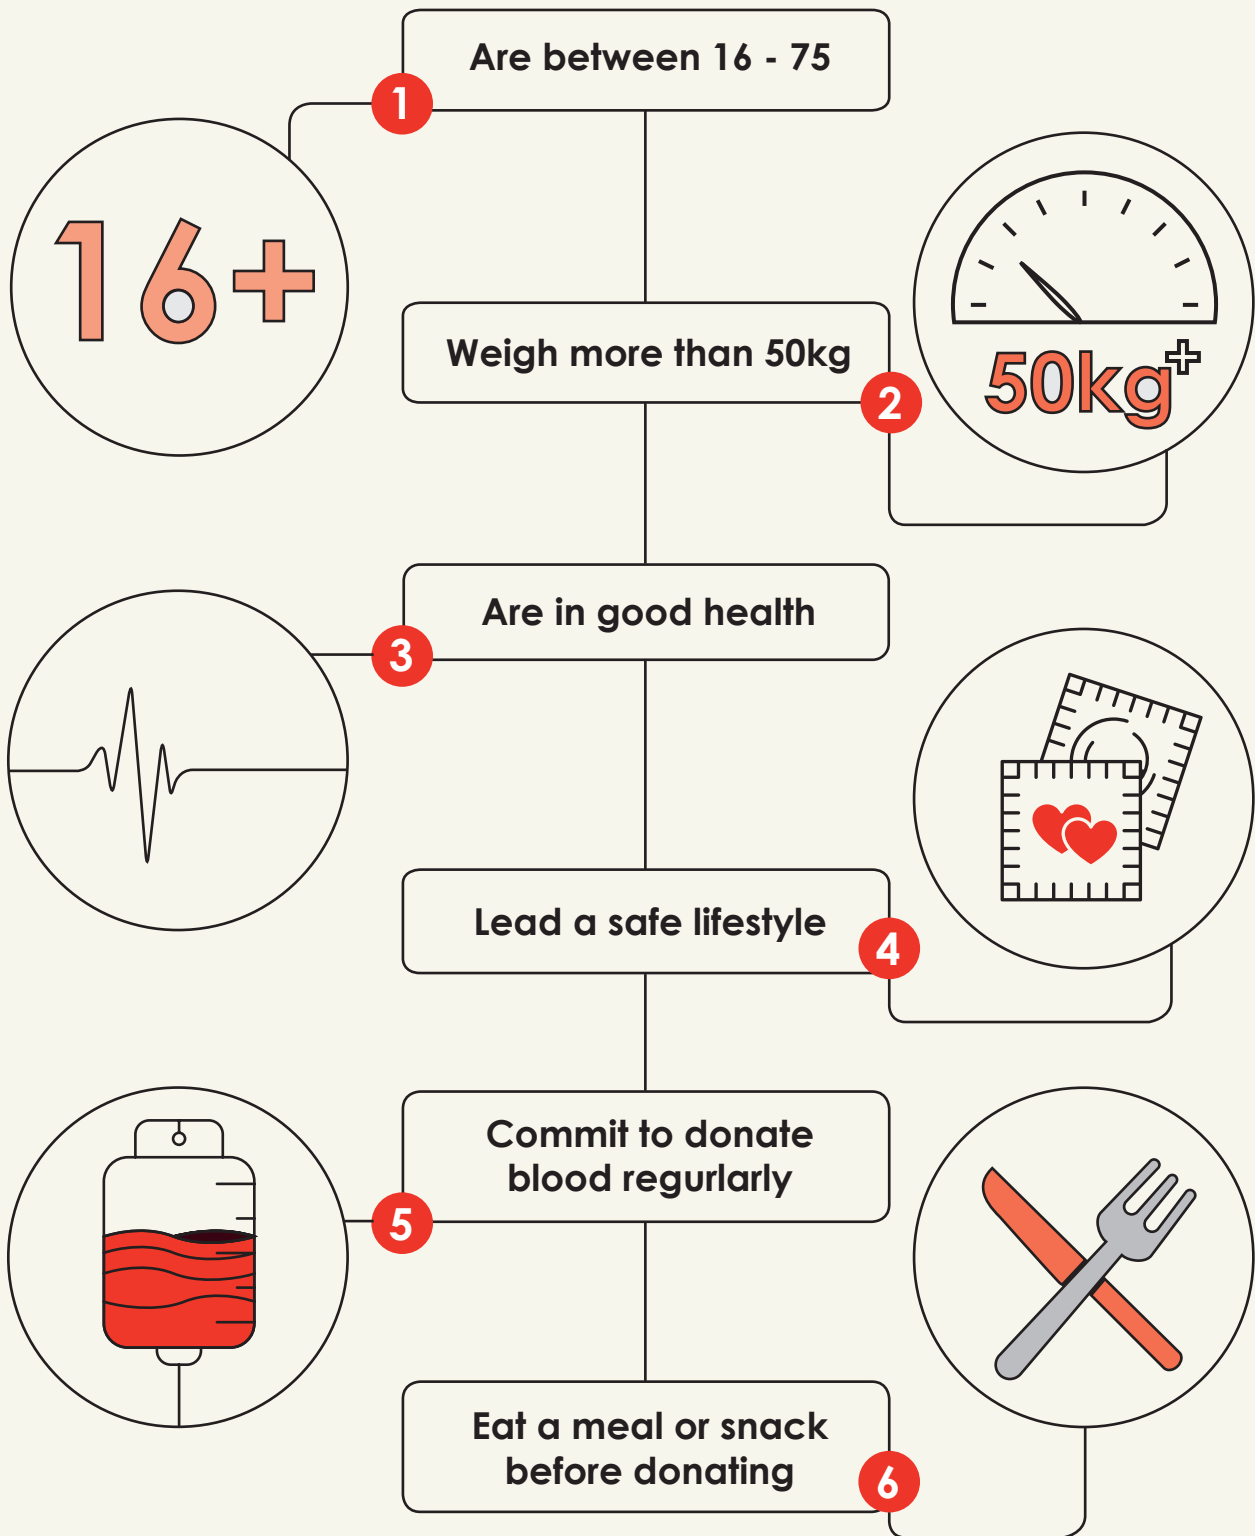 Are between 16 - 75
1
16+
Weigh more than 50kg
2
50kg+
Are in good health
3
Lead a safe lifestyle
4
Commit to donate
blood regurlarly
5
Eat a meal or snack
before donating
6